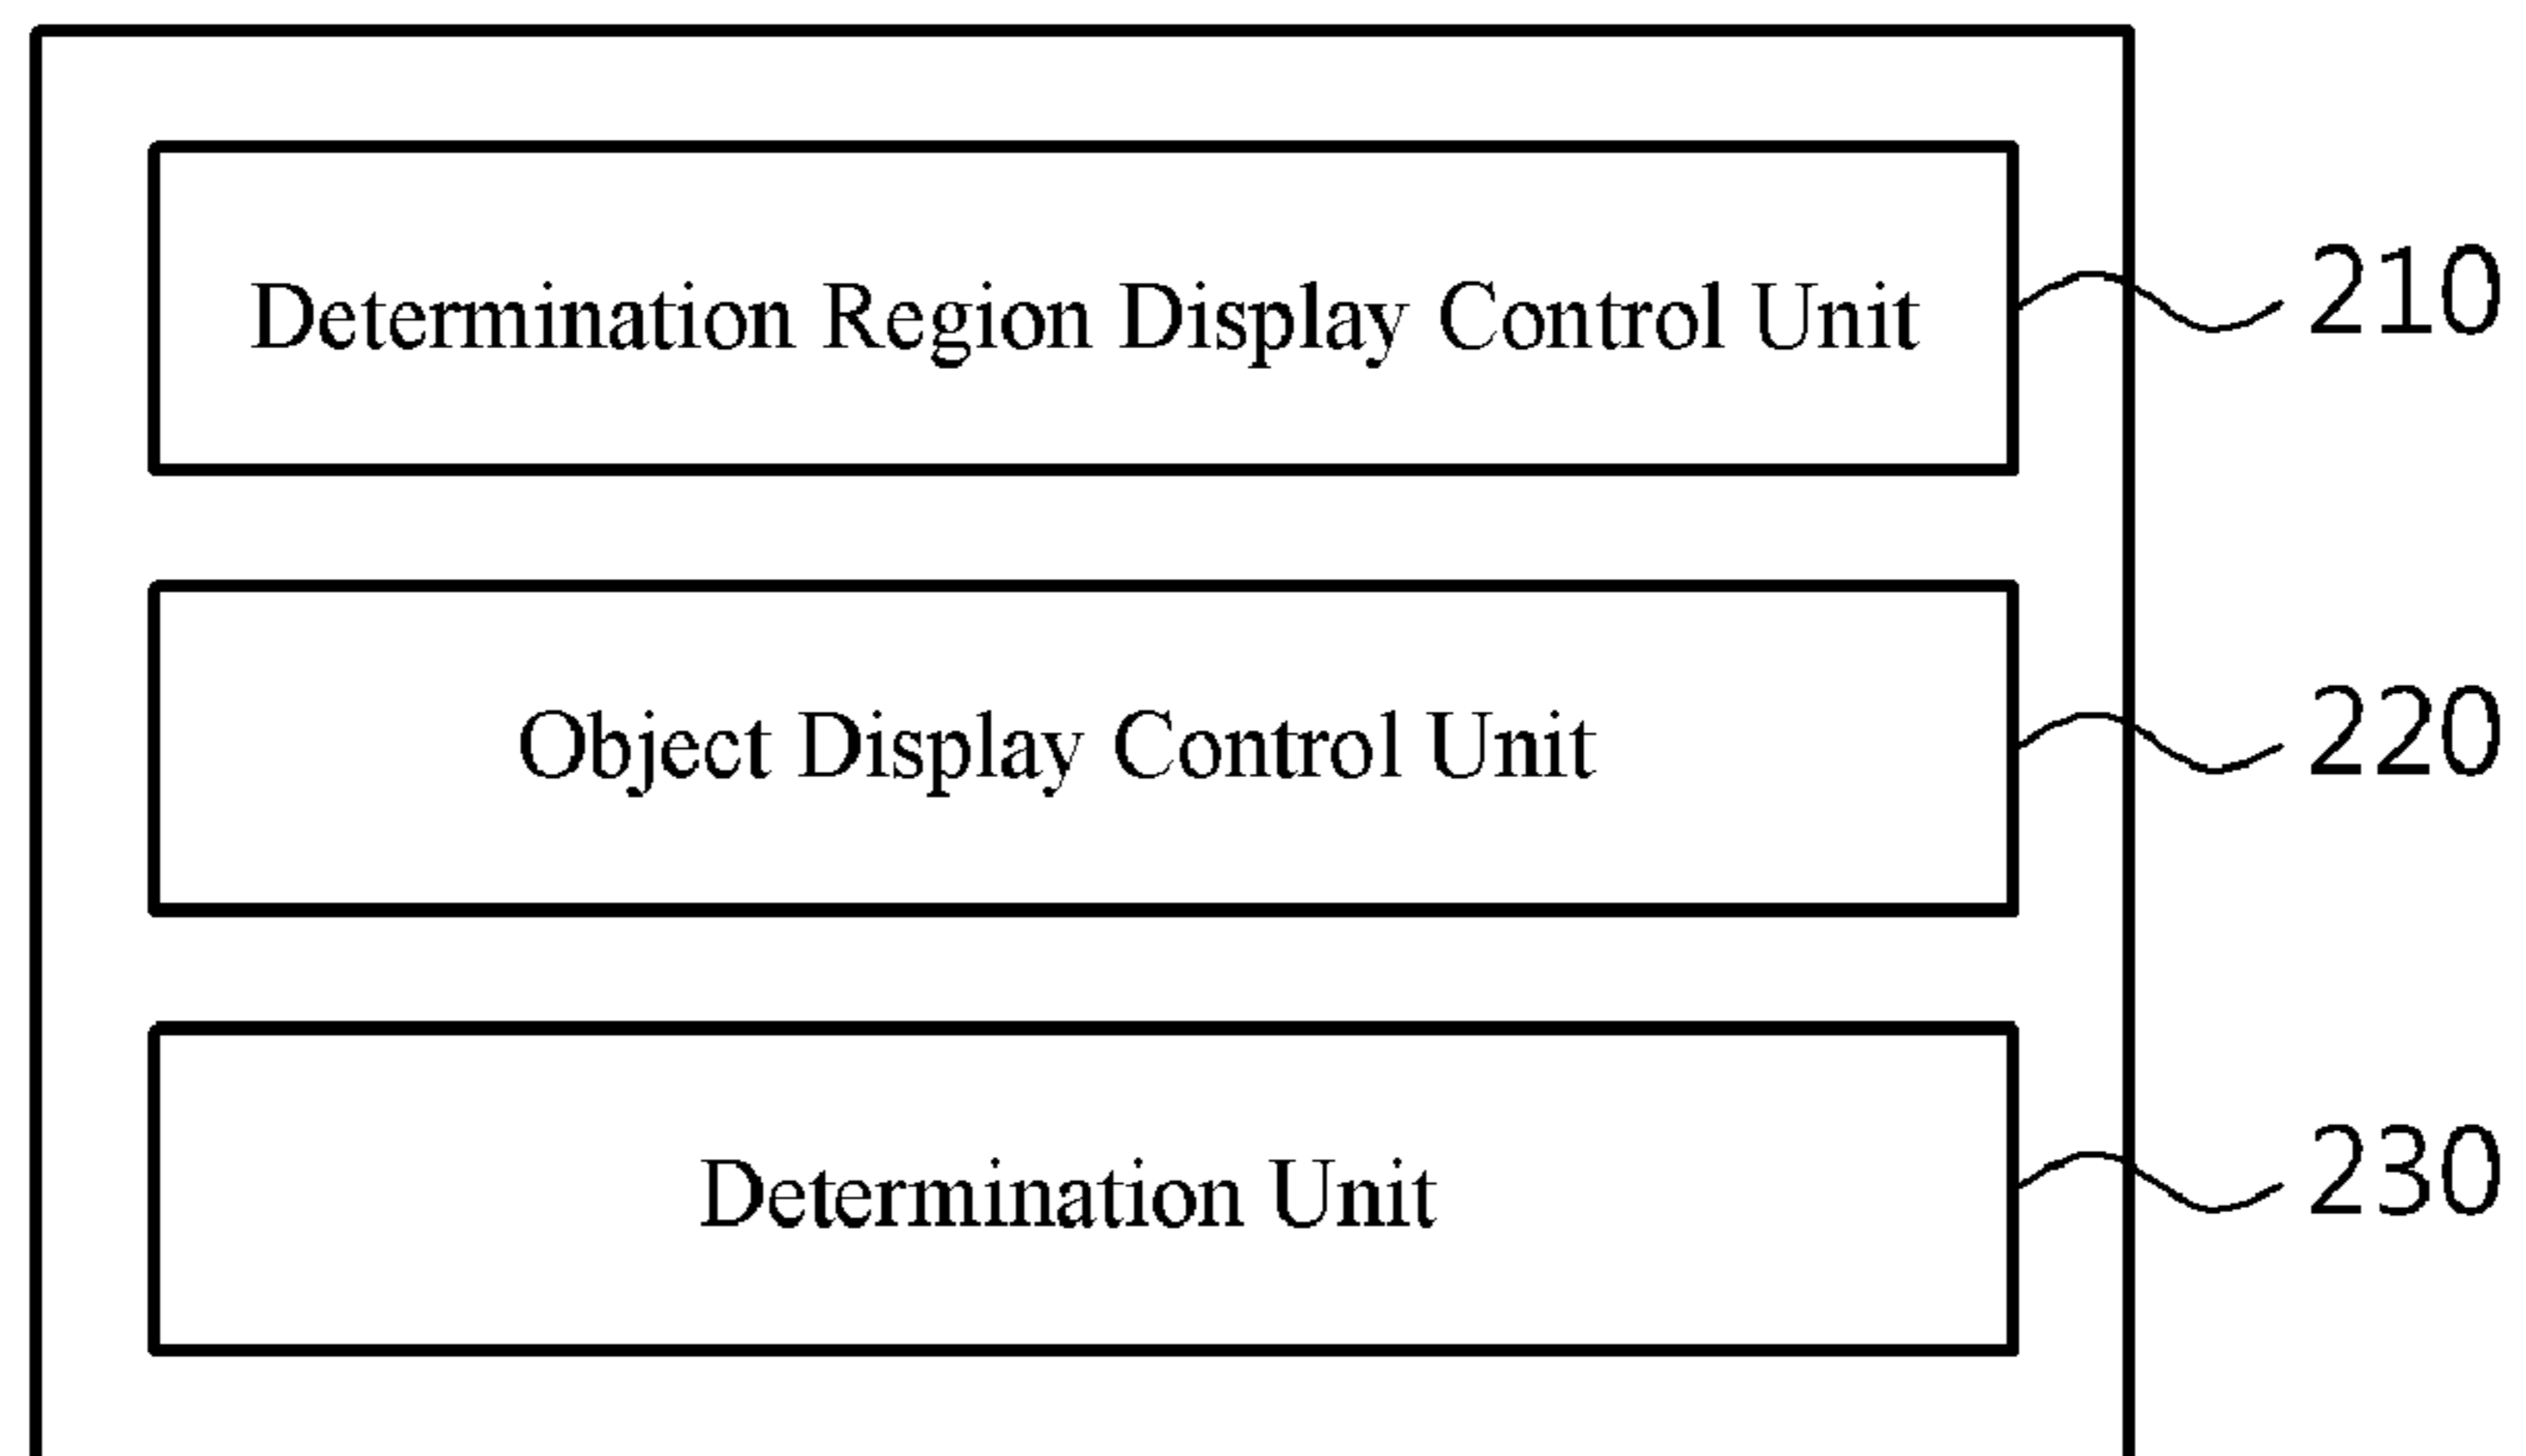 Determination Region Display Control Unit 210
Object Display Control Unit 220
Determination Unit 230